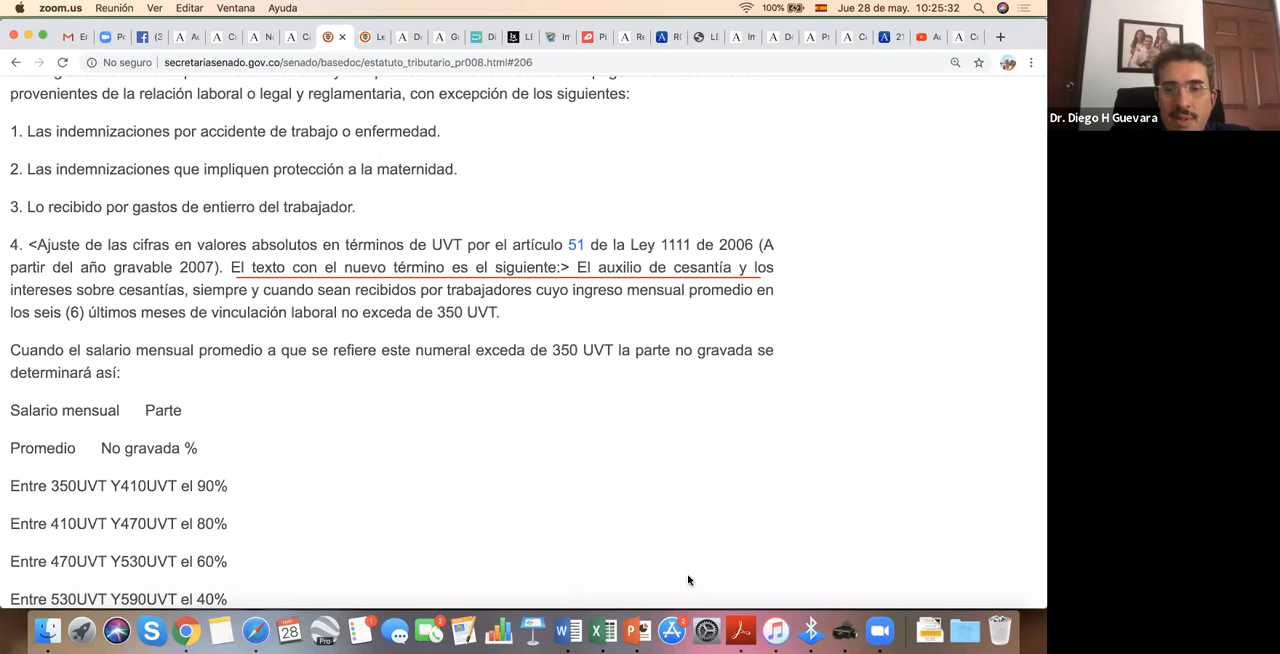 zoom.us Reunión Ver Editar Ventana Ayuda 100% Jue 28 de may. 10:25:32
No seguro secretariasenado.gov.co/senado/basedoc/estatuto_tributario_pr008.html#206
provenientes de la relación laboral o legal y reglamentaria, con excepción de los siguientes:
1. Las indemnizaciones por accidente de trabajo o enfermedad.
2. Las indemnizaciones que impliquen protección a la maternidad.
3. Lo recibido por gastos de entierro del trabajador.
4. <Ajuste de las cifras en valores absolutos en términos de UVT por el artículo 51 de la Ley 1111 de 2006 (A
partir del año gravable 2007). El texto con el nuevo término es el siguiente:> El auxilio de cesantía y los
intereses sobre cesantías, siempre y cuando sean recibidos por trabajadores cuyo ingreso mensual promedio en
los seis (6) últimos meses de vinculación laboral no exceda de 350 UVT.
Cuando el salario mensual promedio a que se refiere este numeral exceda de 350 UVT la parte no gravada se
determinará así:
Salario mensual Parte
Promedio No gravada %
Entre 350UVT Y410UVT el 90%
Entre 410UVT Y470UVT el 80%
Entre 470UVT Y530UVT el 60%
Entre 530UVT Y590UVT el 40%
Dr. Diego H Guevara